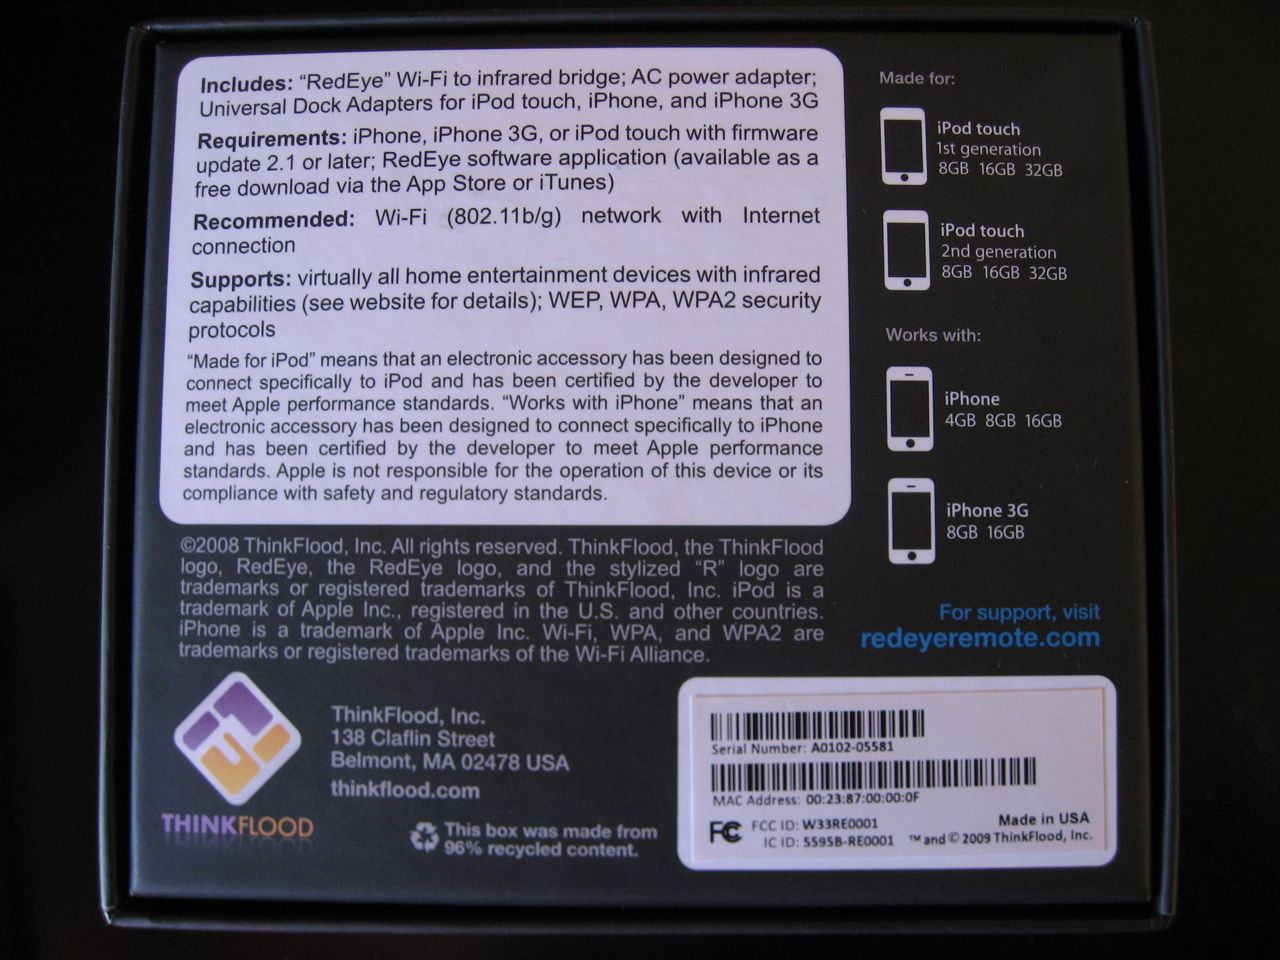 Includes: “RedEye” Wi-Fi to infrared bridge; AC power adapter;
Universal Dock Adapters for iPod touch, iPhone, and iPhone 3G
Requirements: iPhone, iPhone 3G, or iPod touch with firmware
update 2.1 or later; RedEye software application (available as a
free download via the App Store or iTunes)
Recommended: Wi-Fi (802.11b/g) network with Internet
connection
Supports: virtually all home entertainment devices with infrared
capabilities (see website for details); WEP, WPA, WPA2 security
protocols
“Made for iPod” means that an electronic accessory has been designed to
connect specifically to iPod and has been certified by the developer to
meet Apple performance standards. “Works with iPhone” means that an
electronic accessory has been designed to connect specifically to iPhone
and has been certified by the developer to meet Apple performance
standards. Apple is not responsible for the operation of this device or its
compliance with safety and regulatory standards.
©2008 ThinkFlood, Inc. All rights reserved. ThinkFlood, the ThinkFlood
logo, RedEye, the RedEye logo, and the stylized “R” logo are
trademarks or registered trademarks of ThinkFlood, Inc. iPod is a
trademark of Apple Inc., registered in the U.S. and other countries.
iPhone is a trademark of Apple Inc. Wi-Fi, WPA, and WPA2 are
trademarks or registered trademarks of the Wi-Fi Alliance.
Made for:
iPod touch
1st generation
8GB 16GB 32GB
iPod touch
2nd generation
8GB 16GB 32GB
Works with:
iPhone
4GB 8GB 16GB
iPhone 3G
8GB 16GB
For support, visit
redeyeremote.com
THINKFLOOD
ThinkFlood, Inc.
138 Claflin Street
Belmont, MA 02478 USA
thinkflood.com
This box was made from
96% recycled content.
Serial Number: A0102-05581
MAC Address: 00:23:87:00:00:0F
FC FCC ID: W33RE0001 Made in USA
IC ID: 5595B-RE0001 ™ and © 2009 ThinkFlood, Inc.